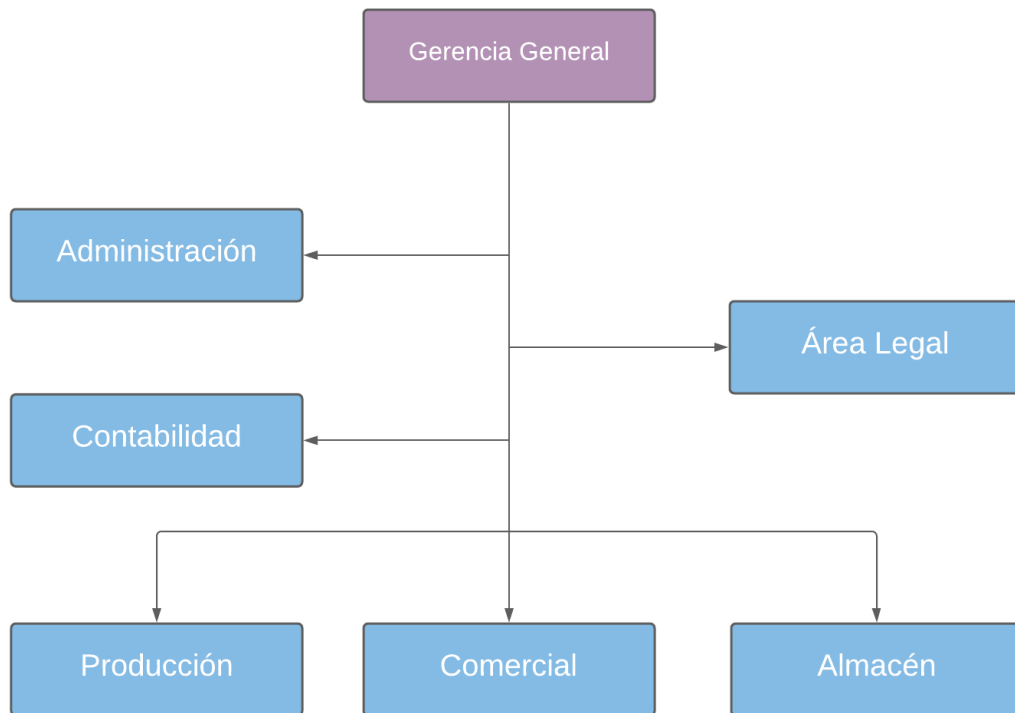 Gerencia General
Administración
Área Legal
Contabilidad
Producción
Comercial
Almacén